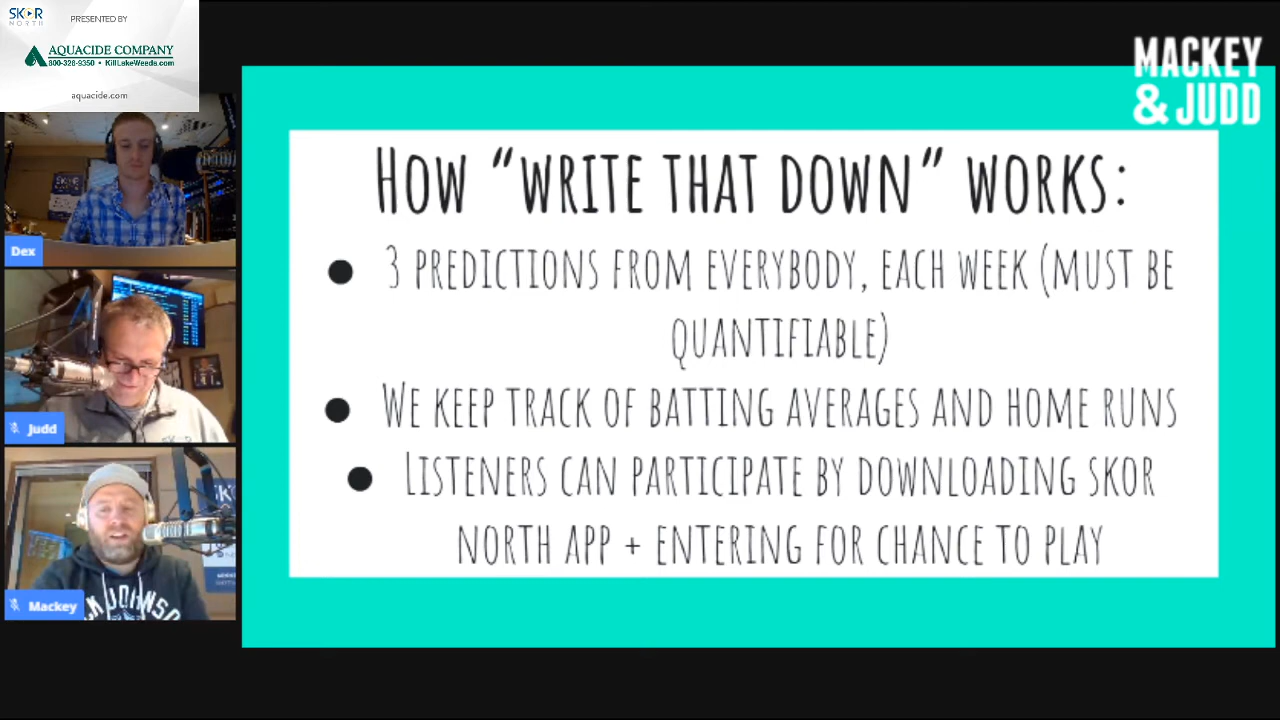 SKOR
NORTH
PRESENTED BY
AQUACIDE COMPANY
800-328-9350 • KillLakeWeeds.com
aquacide.com
MACKEY
& JUDD
Dex
Judd
Mackey
HOW “WRITE THAT DOWN” WORKS:
● 3 PREDICTIONS FROM EVERYBODY, EACH WEEK (MUST BE
QUANTIFIABLE)
● WE KEEP TRACK OF BATTING AVERAGES AND HOME RUNS
● LISTENERS CAN PARTICIPATE BY DOWNLOADING SKOR
NORTH APP + ENTERING FOR CHANCE TO PLAY